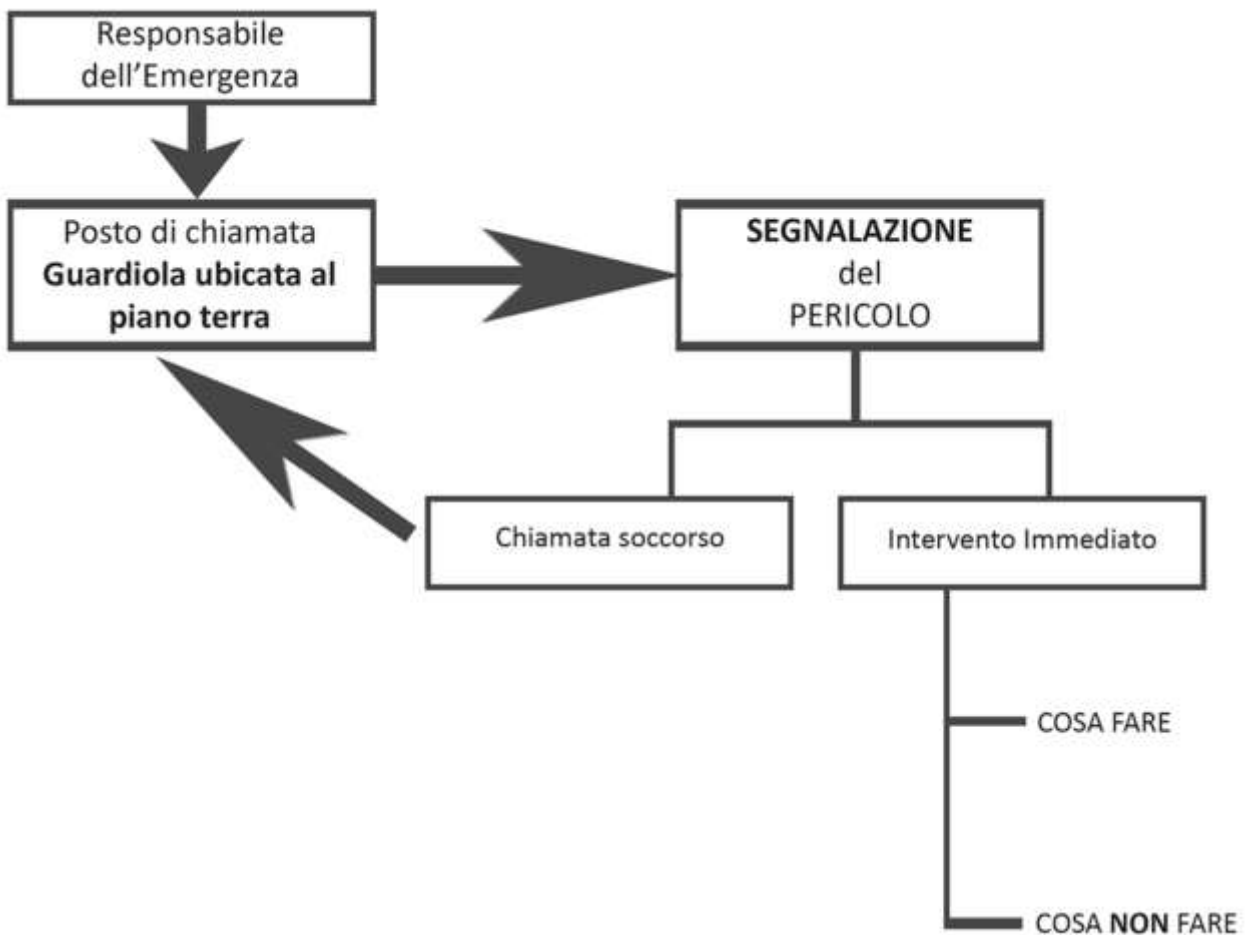 Responsabile
dell'Emergenza
Posto di chiamata
Guardiola ubicata al
piano terra
SEGNALAZIONE
del
PERICOLO
Chiamata soccorso
Intervento Immediato
COSA FARE
COSA NON FARE